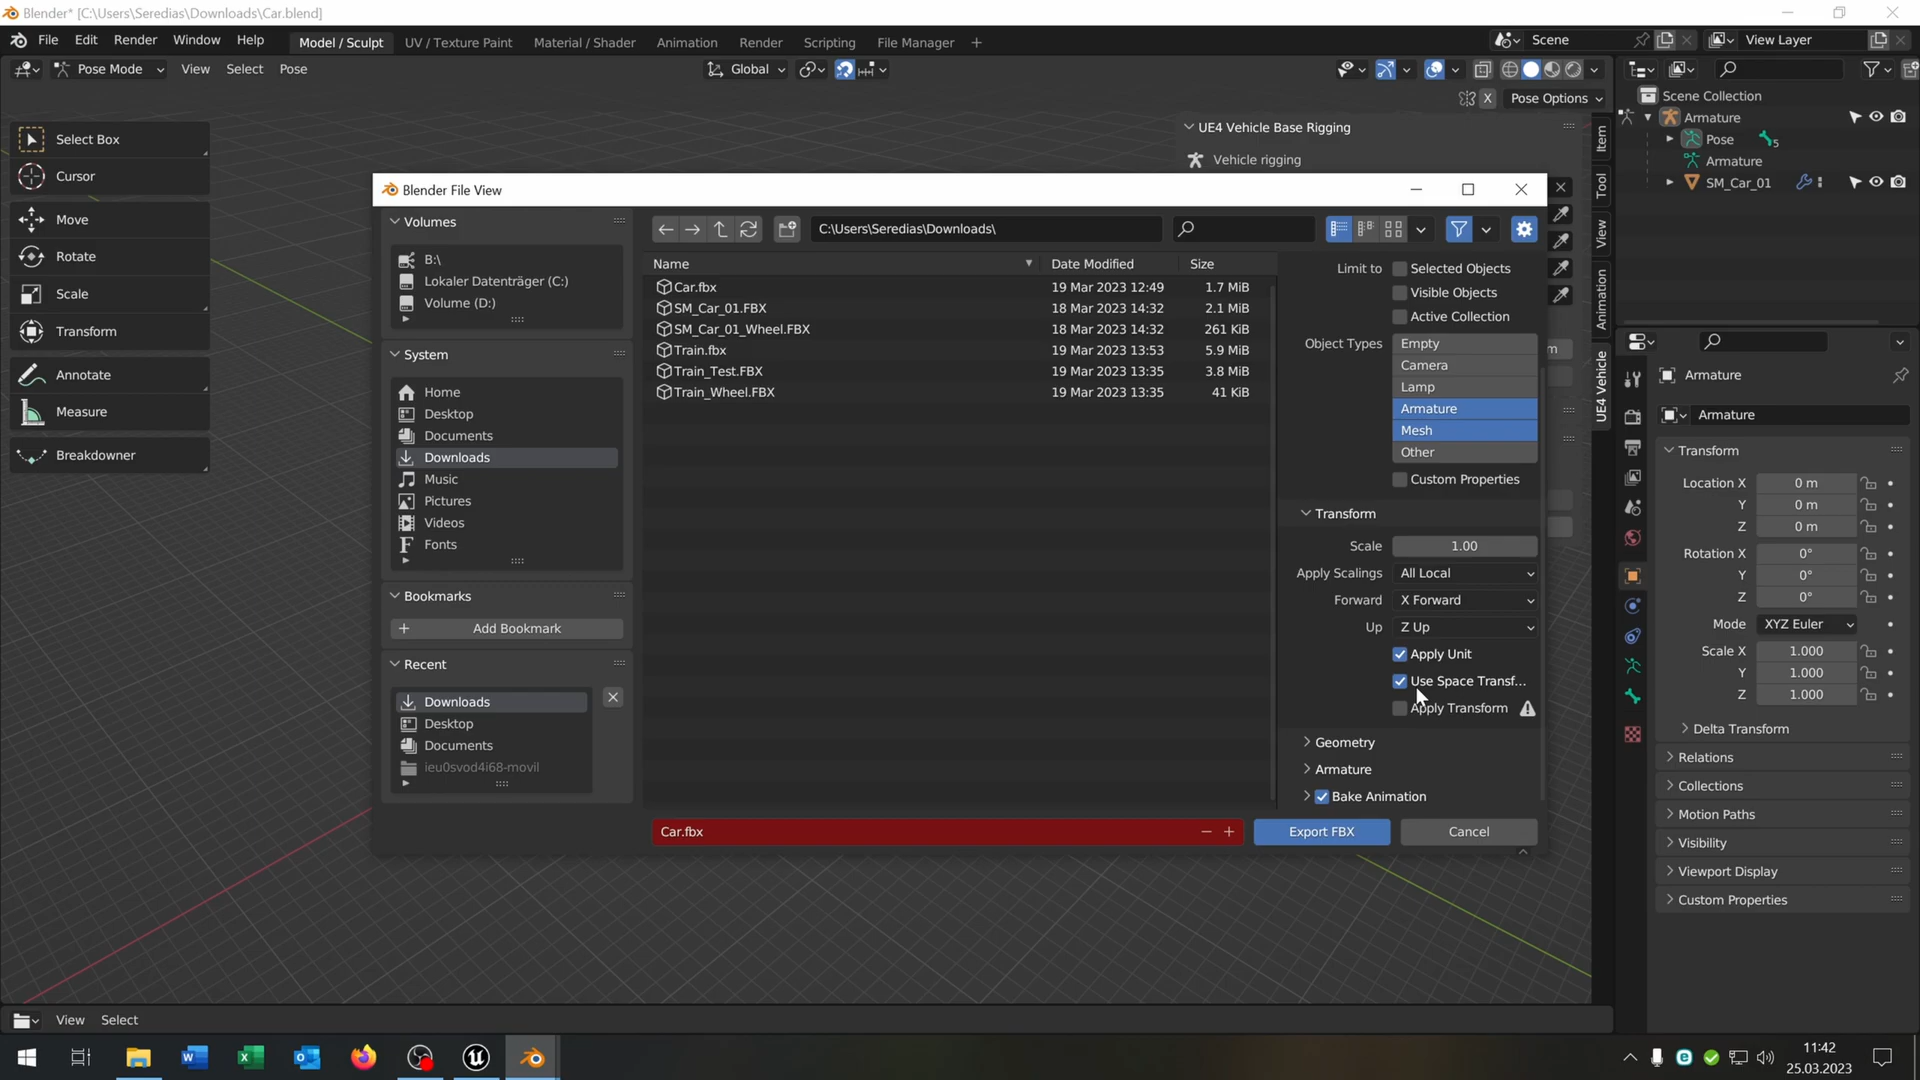 Blender* [C:\Users\Seredias\Downloads\Car.blend]
File Edit Render Window Help
Model / Sculpt UV / Texture Paint Material / Shader Animation Render Scripting File Manager +
Scene View Layer
Pose Mode View Select Pose Global
X Pose Options
Select Box
Cursor
Move
Rotate
Scale
Transform
Annotate
Measure
Breakdowner
UE4 Vehicle Base Rigging
Vehicle rigging
Item
Tool
View
Animation
UE4 Vehicle
m
Blender File View
Volumes
B:\
Lokaler Datenträger (C:)
Volume (D:)
System
Home
Desktop
Documents
Downloads
Music
Pictures
Videos
Fonts
Bookmarks
+ Add Bookmark
Recent
Downloads
Desktop
Documents
ieu0svod4i68-movil
C:\Users\Seredias\Downloads\
Name Date Modified Size
Car.fbx 19 Mar 2023 12:49 1.7 MiB
SM_Car_01.FBX 18 Mar 2023 14:32 2.1 MiB
SM_Car_01_Wheel.FBX 18 Mar 2023 14:32 261 KiB
Train.fbx 19 Mar 2023 13:53 5.9 MiB
Train_Test.FBX 19 Mar 2023 13:35 3.8 MiB
Train_Wheel.FBX 19 Mar 2023 13:35 41 KiB
Limit to Selected Objects
Visible Objects
Active Collection
Object Types Empty
Camera
Lamp
Armature
Mesh
Other
Custom Properties
Transform
Scale 1.00
Apply Scalings All Local
Forward X Forward
Up Z Up
Apply Unit
Use Space Transf...
Apply Transform
Geometry
Armature
Bake Animation
Car.fbx − +
Export FBX Cancel
Scene Collection
Armature
Pose 5
Armature
SM_Car_01
Armature
Armature
Transform
Location X 0 m
Y 0 m
Z 0 m
Rotation X 0°
Y 0°
Z 0°
Mode XYZ Euler
Scale X 1.000
Y 1.000
Z 1.000
Delta Transform
Relations
Collections
Motion Paths
Visibility
Viewport Display
Custom Properties
View Select
11:42
25.03.2023